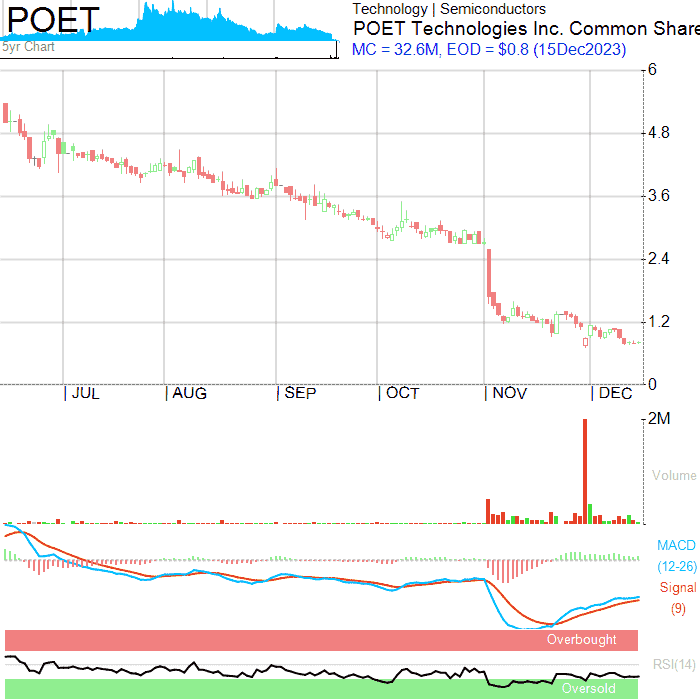 POET
5yr Chart
Technology | Semiconductors
POET Technologies Inc. Common Share
MC = 32.6M, EOD = $0.8 (15Dec2023)
6
4.8
3.6
2.4
1.2
0
JUL
AUG
SEP
OCT
NOV
DEC
2M
Volume
MACD
(12-26)
Signal
(9)
Overbought
RSI(14)
Oversold